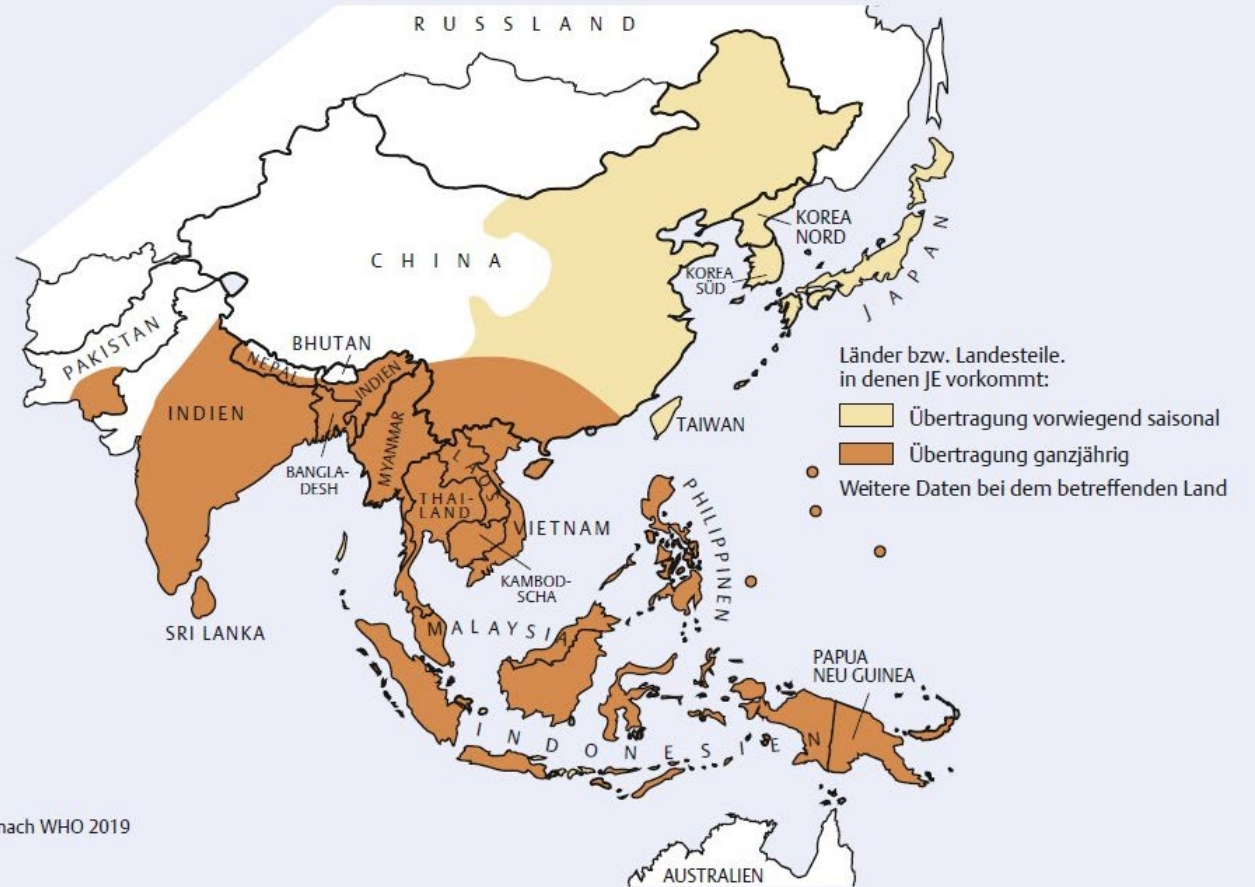 RUSSLAND
CHINA
KOREA
NORD
KOREA
SÜD
JAPAN
PAKISTAN
BHUTAN
NEPAL
INDIEN
INDIEN
BANGLA-
DESH
MYANMAR
LAOS
THAI-
LAND
VIETNAM
KAMBOD-
SCHA
TAIWAN
PHILIPPINEN
SRI LANKA
MALAYSIA
INDONESIEN
PAPUA
NEU GUINEA
AUSTRALIEN
Länder bzw. Landesteile.
in denen JE vorkommt:
Übertragung vorwiegend saisonal
Übertragung ganzjährig
Weitere Daten bei dem betreffenden Land
nach WHO 2019